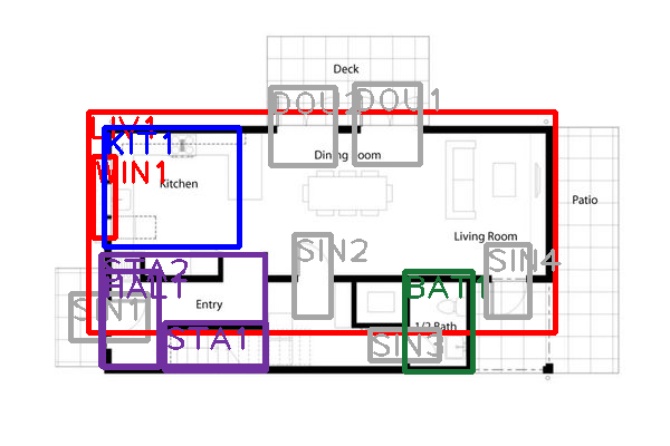 Deck
DOU2
DOU1
LIV1
KIT1
Dining Room
WIN1
Kitchen
Patio
Living Room
SIN2
SIN4
STA2
HAL1
BAT1
SIN1
Entry
1/2 Bath
STA1
SIN3